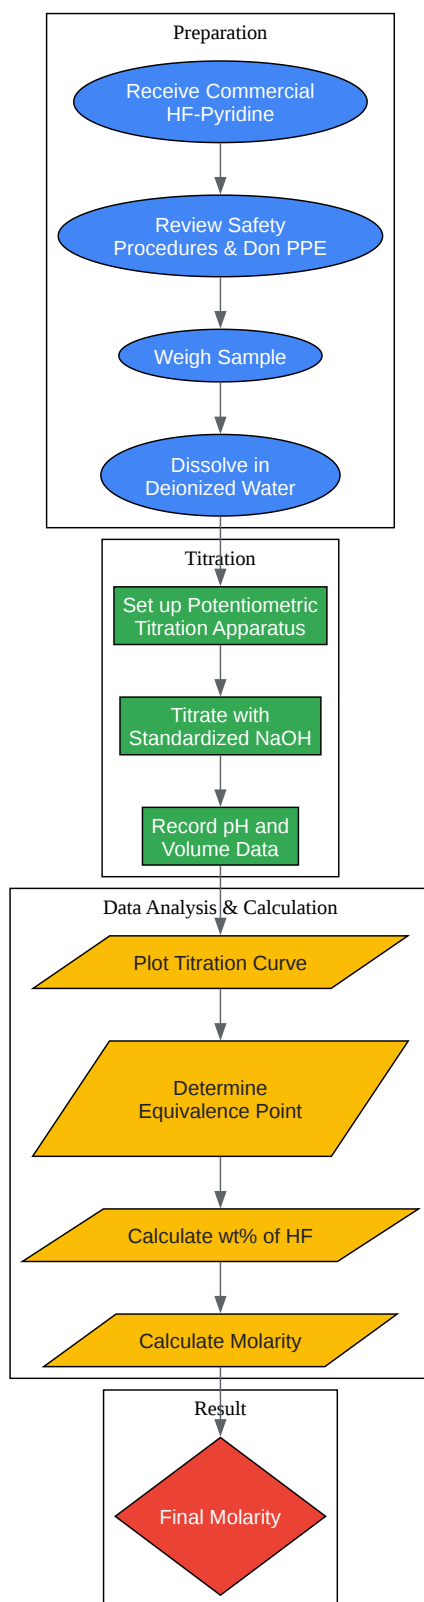 Preparation
Receive Commercial
HF-Pyridine
Review Safety
Procedures & Don PPE
Weigh Sample
Dissolve in
Deionized Water
Titration
Set up Potentiometric
Titration Apparatus
Titrate with
Standardized NaOH
Record pH and
Volume Data
Data Analysis & Calculation
Plot Titration Curve
Determine
Equivalence Point
Calculate wt% of HF
Calculate Molarity
Result
Final Molarity